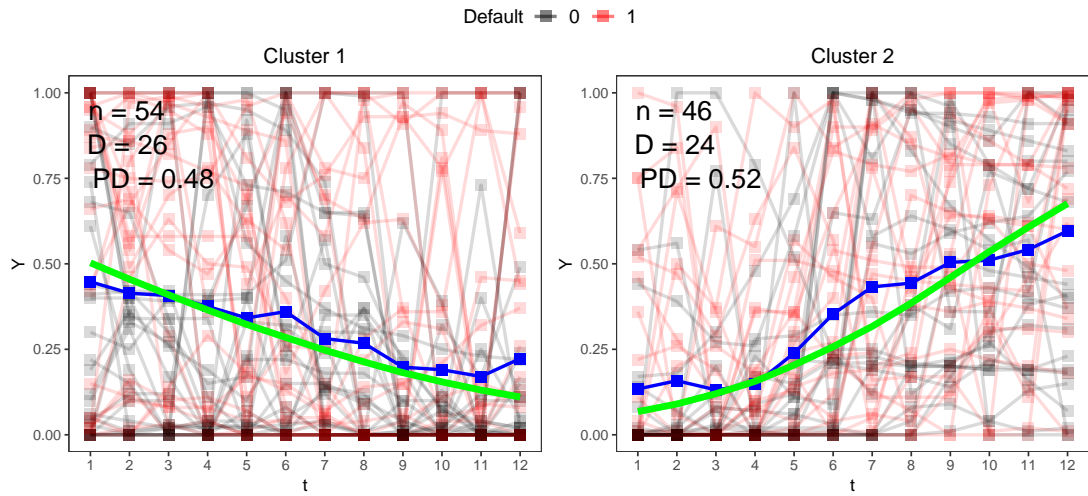 Default 0 1
Cluster 1
Y
1.00
0.75
0.50
0.25
0.00
n = 54
D = 26
PD = 0.48
1 2 3 4 5 6 7 8 9 10 11 12
t
Cluster 2
Y
1.00
0.75
0.50
0.25
0.00
n = 46
D = 24
PD = 0.52
1 2 3 4 5 6 7 8 9 10 11 12
t